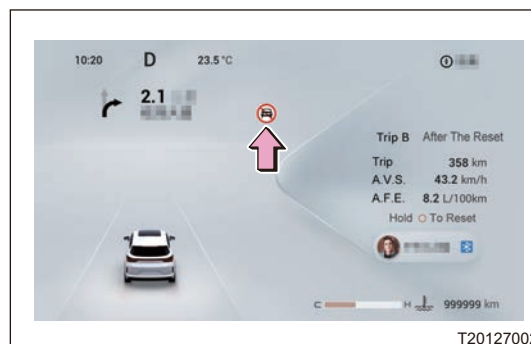 10:20 D 23.5 °C
2.1
Trip B After The Reset
Trip 358 km
A.V.S. 43.2 km/h
A.F.E. 8.2 L/100km
Hold To Reset
C H 999999 km